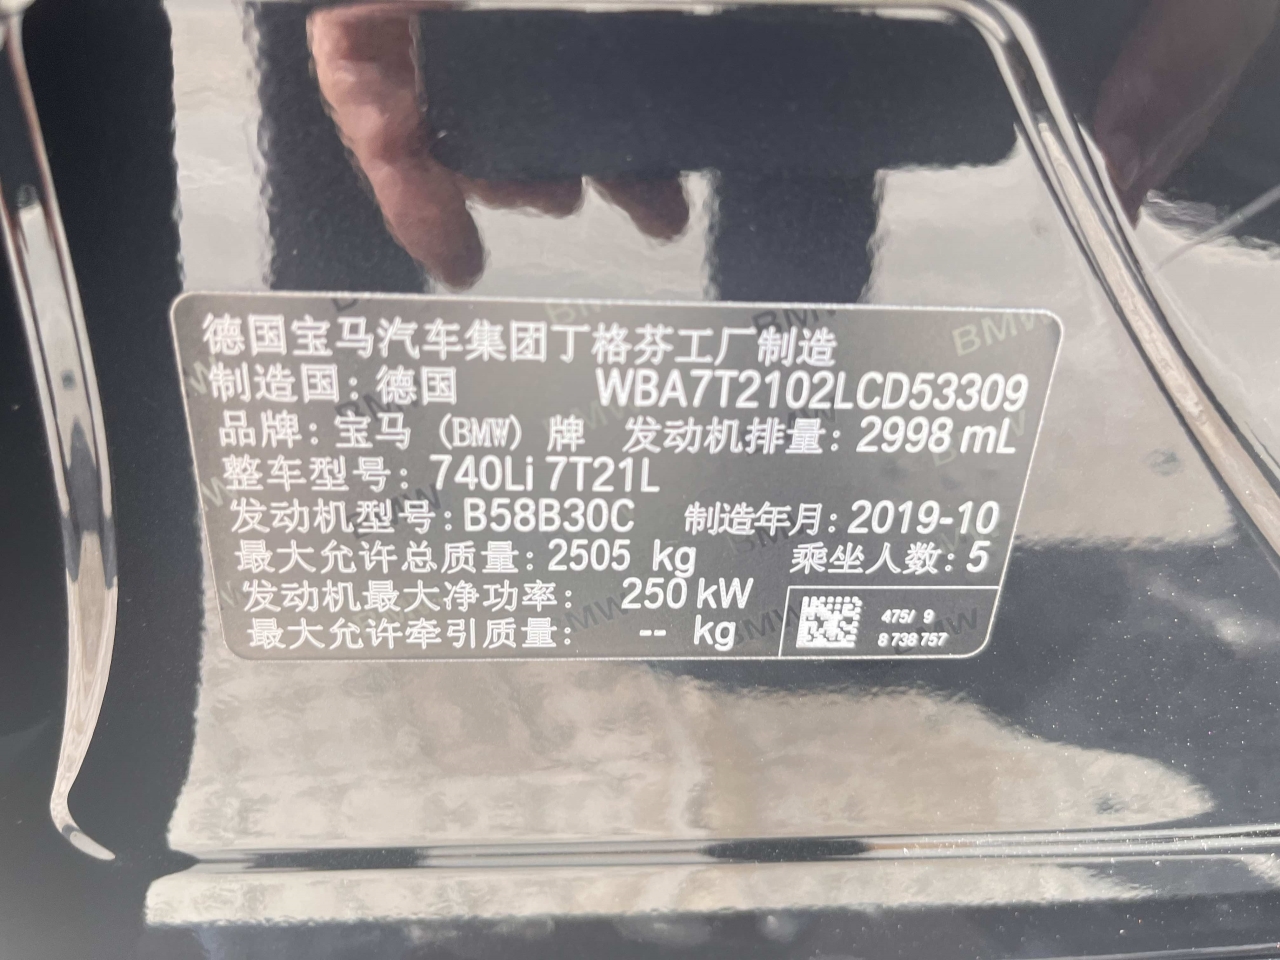 德国宝马汽车集团丁格芬工厂制造
制造国：德国 WBA7T2102LCD53309
品牌：宝马（BMW）牌 发动机排量：2998 mL
整车型号：740Li 7T21L
发动机型号：B58B30C 制造年月：2019-10
最大允许总质量：2505 kg 乘坐人数：5
发动机最大净功率： 250 kW
最大允许牵引质量： -- kg
475/ 9
8 738 757